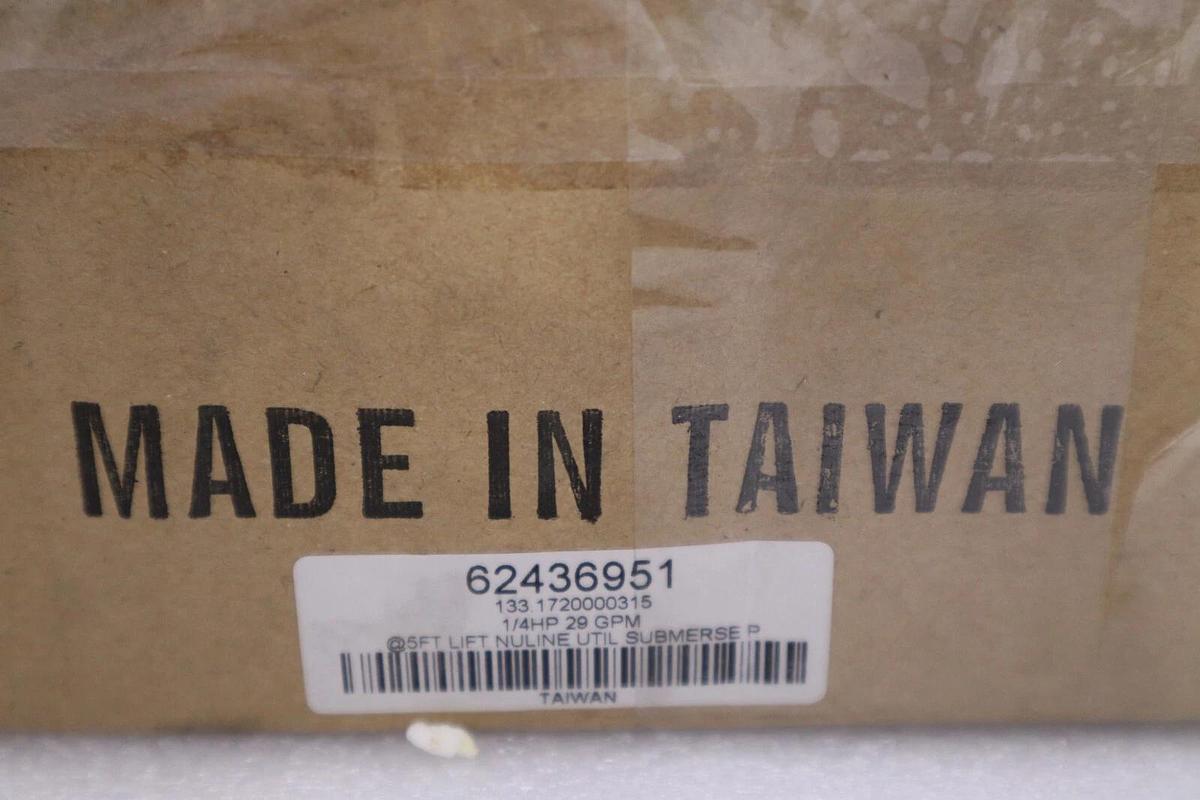 MADE IN TAIWAN
62436951
133.1720000315
1/4HP 29 GPM
@5FT LIFT NULINE UTIL SUBMERSE P
TAIWAN